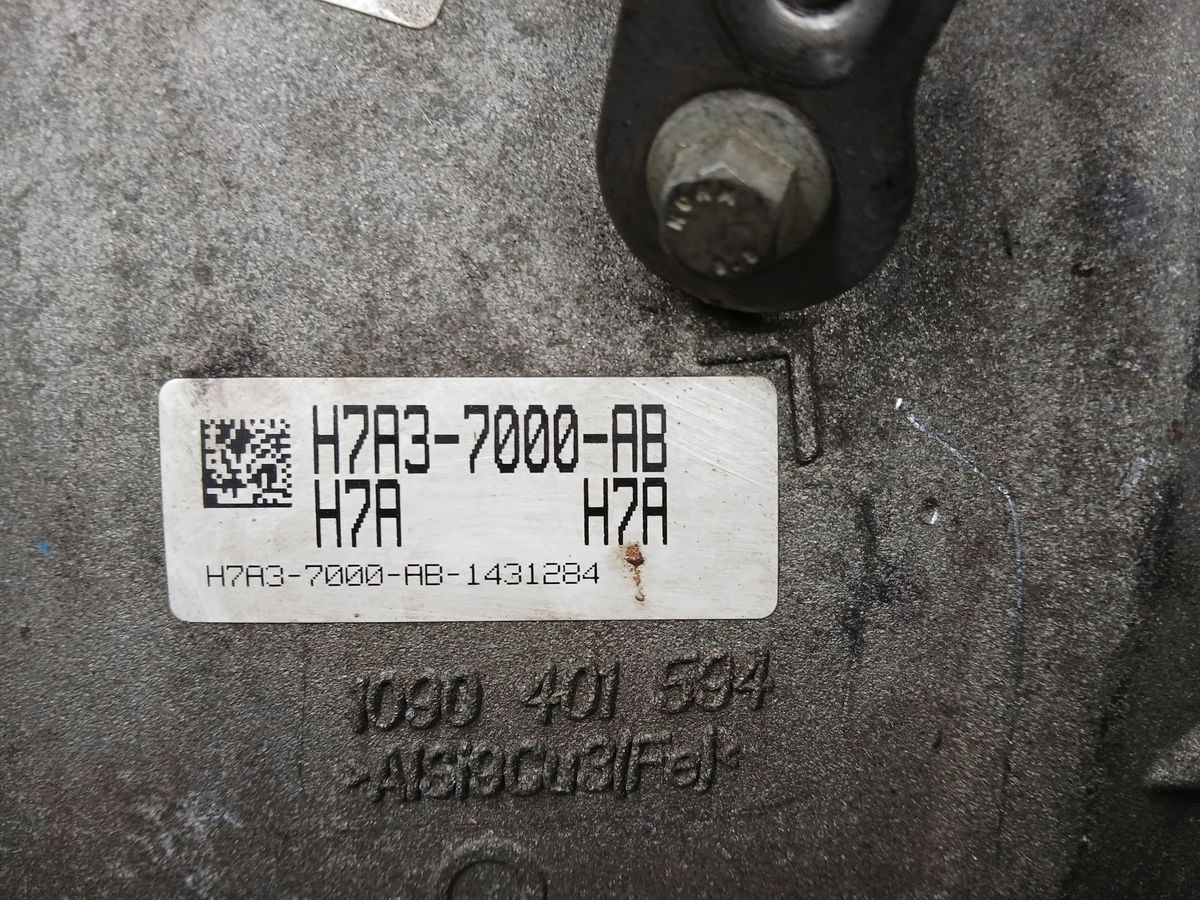 H7A3-7000-AB
H7A H7A
H7A3-7000-AB-1431284
1090 401 594
>AlSi9Cu3(Fe)<